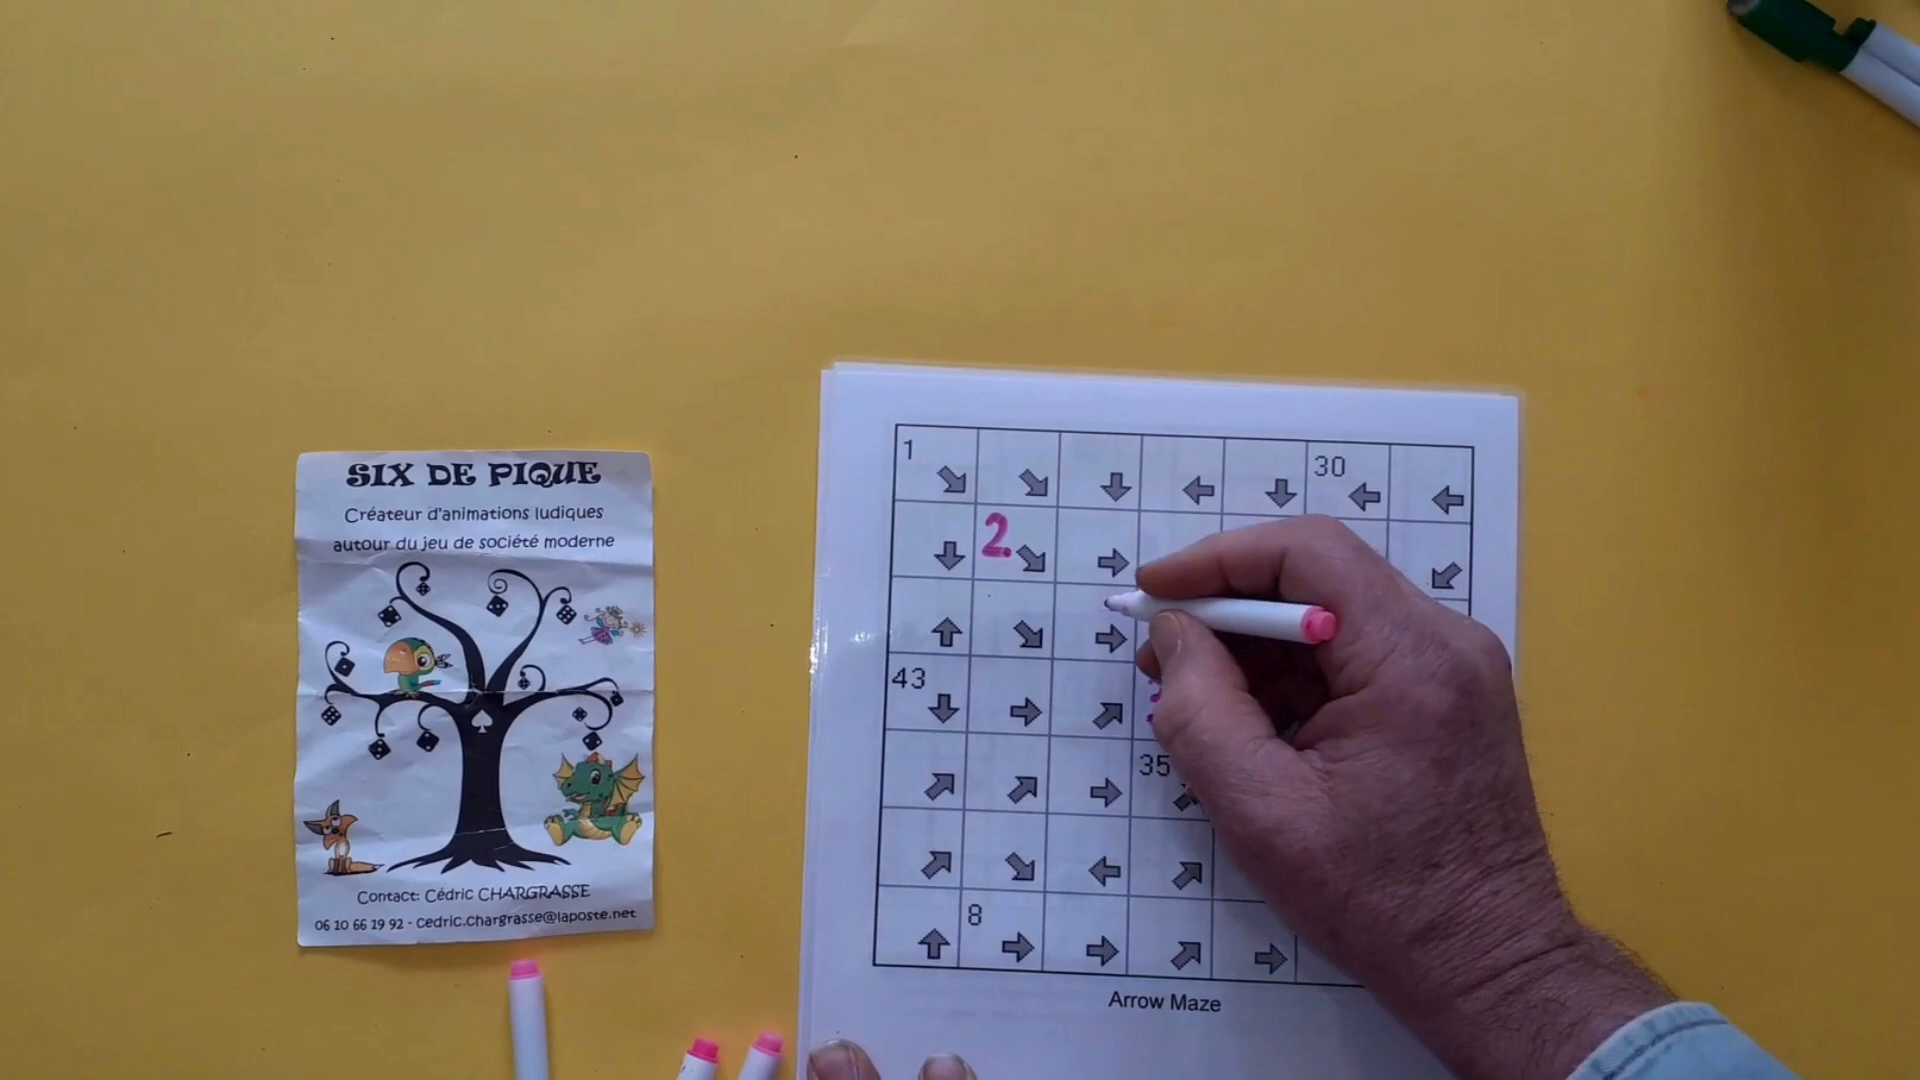 SIX DE PIQUE
Créateur d'animations ludiques
autour du jeu de société moderne
Contact: Cédric CHARGRASSE
06 10 66 19 92 - cedric.chargrasse@laposte.net
1 30
2.
43
35
8
Arrow Maze